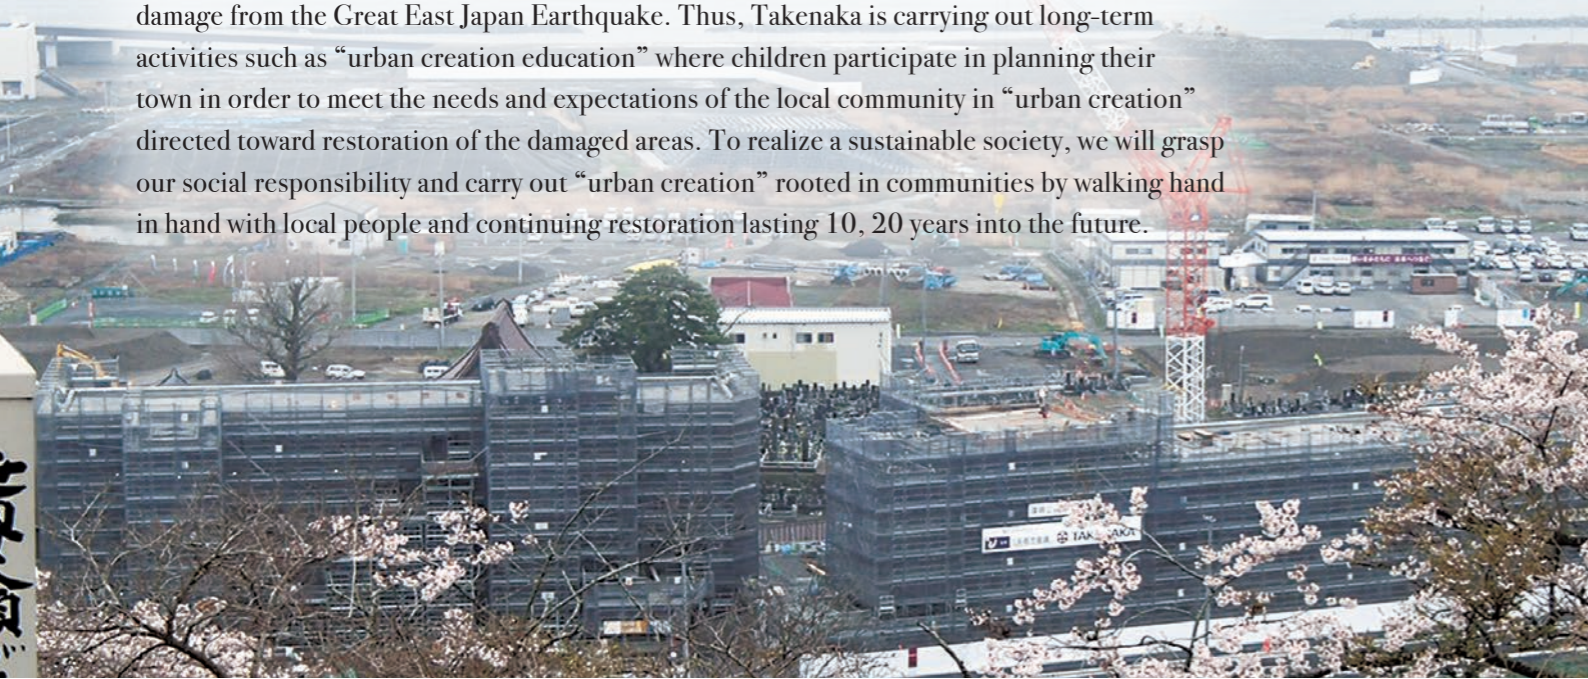 damage from the Great East Japan Earthquake. Thus, Takenaka is carrying out long-term
activities such as “urban creation education” where children participate in planning their
town in order to meet the needs and expectations of the local community in “urban creation”
directed toward restoration of the damaged areas. To realize a sustainable society, we will grasp
our social responsibility and carry out “urban creation” rooted in communities by walking hand
in hand with local people and continuing restoration lasting 10, 20 years into the future.
TAKENAKA